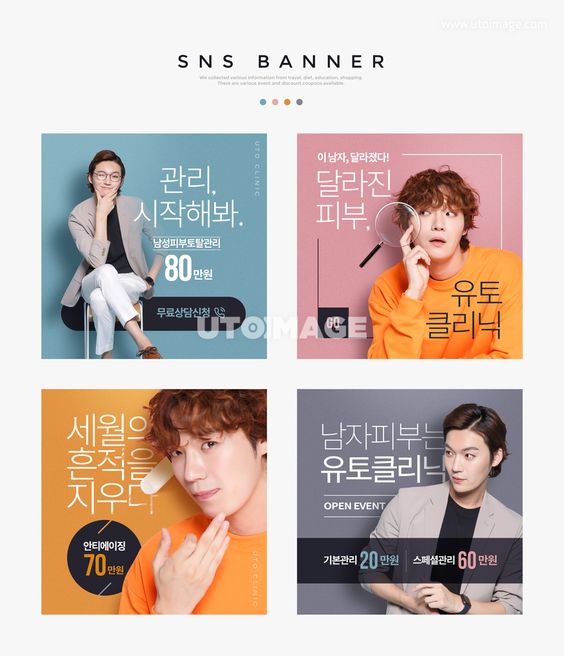 www.utoimage.com
SNS BANNER
We collected various information from travel, diet, education, shopping.
There are various event and discount coupons available.
UTO CLINIC
관리,
시작해봐.
남성피부토탈관리
80만원
무료상담신청
이 남자, 달라졌다!
달라진
피부,
GO
유토
클리닉
UTOIMAGE
세월의
흔적을
지우다
안티에이징
70만원
UTO CLINIC
남자피부는
유토클리닉
OPEN EVENT
기본관리 20만원 스페셜관리 60만원